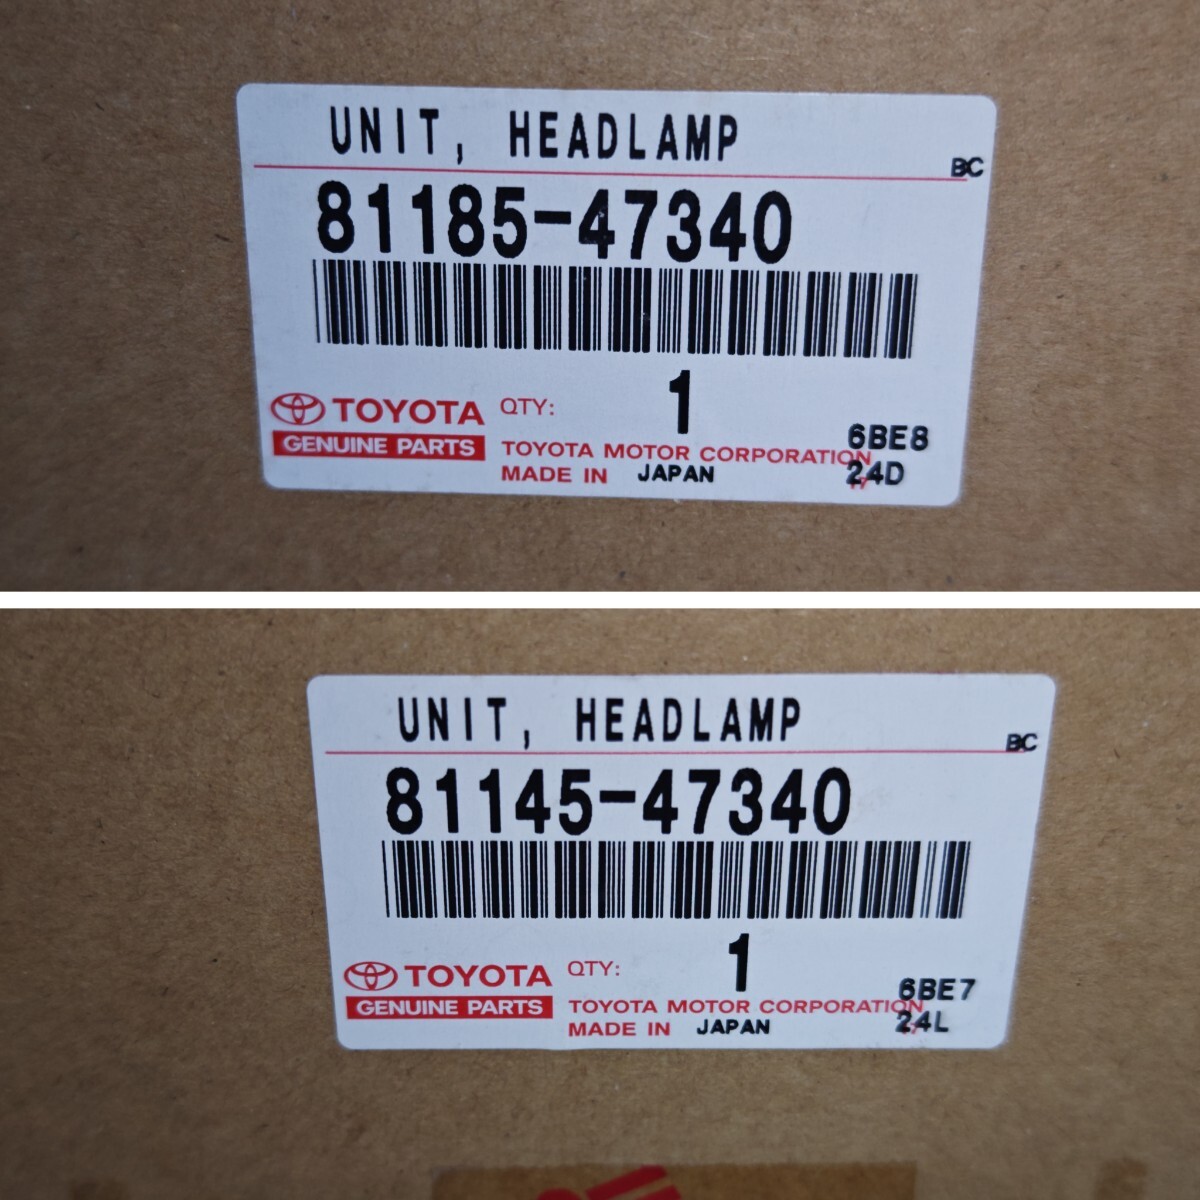 UNIT, HEADLAMP
BC
81185-47340
1
TOYOTA QTY:
GENUINE PARTS
TOYOTA MOTOR CORPORATION
MADE IN JAPAN
6BE8
24D
UNIT, HEADLAMP
BC
81145-47340
1
TOYOTA QTY:
GENUINE PARTS
TOYOTA MOTOR CORPORATION
MADE IN JAPAN
6BE7
24L